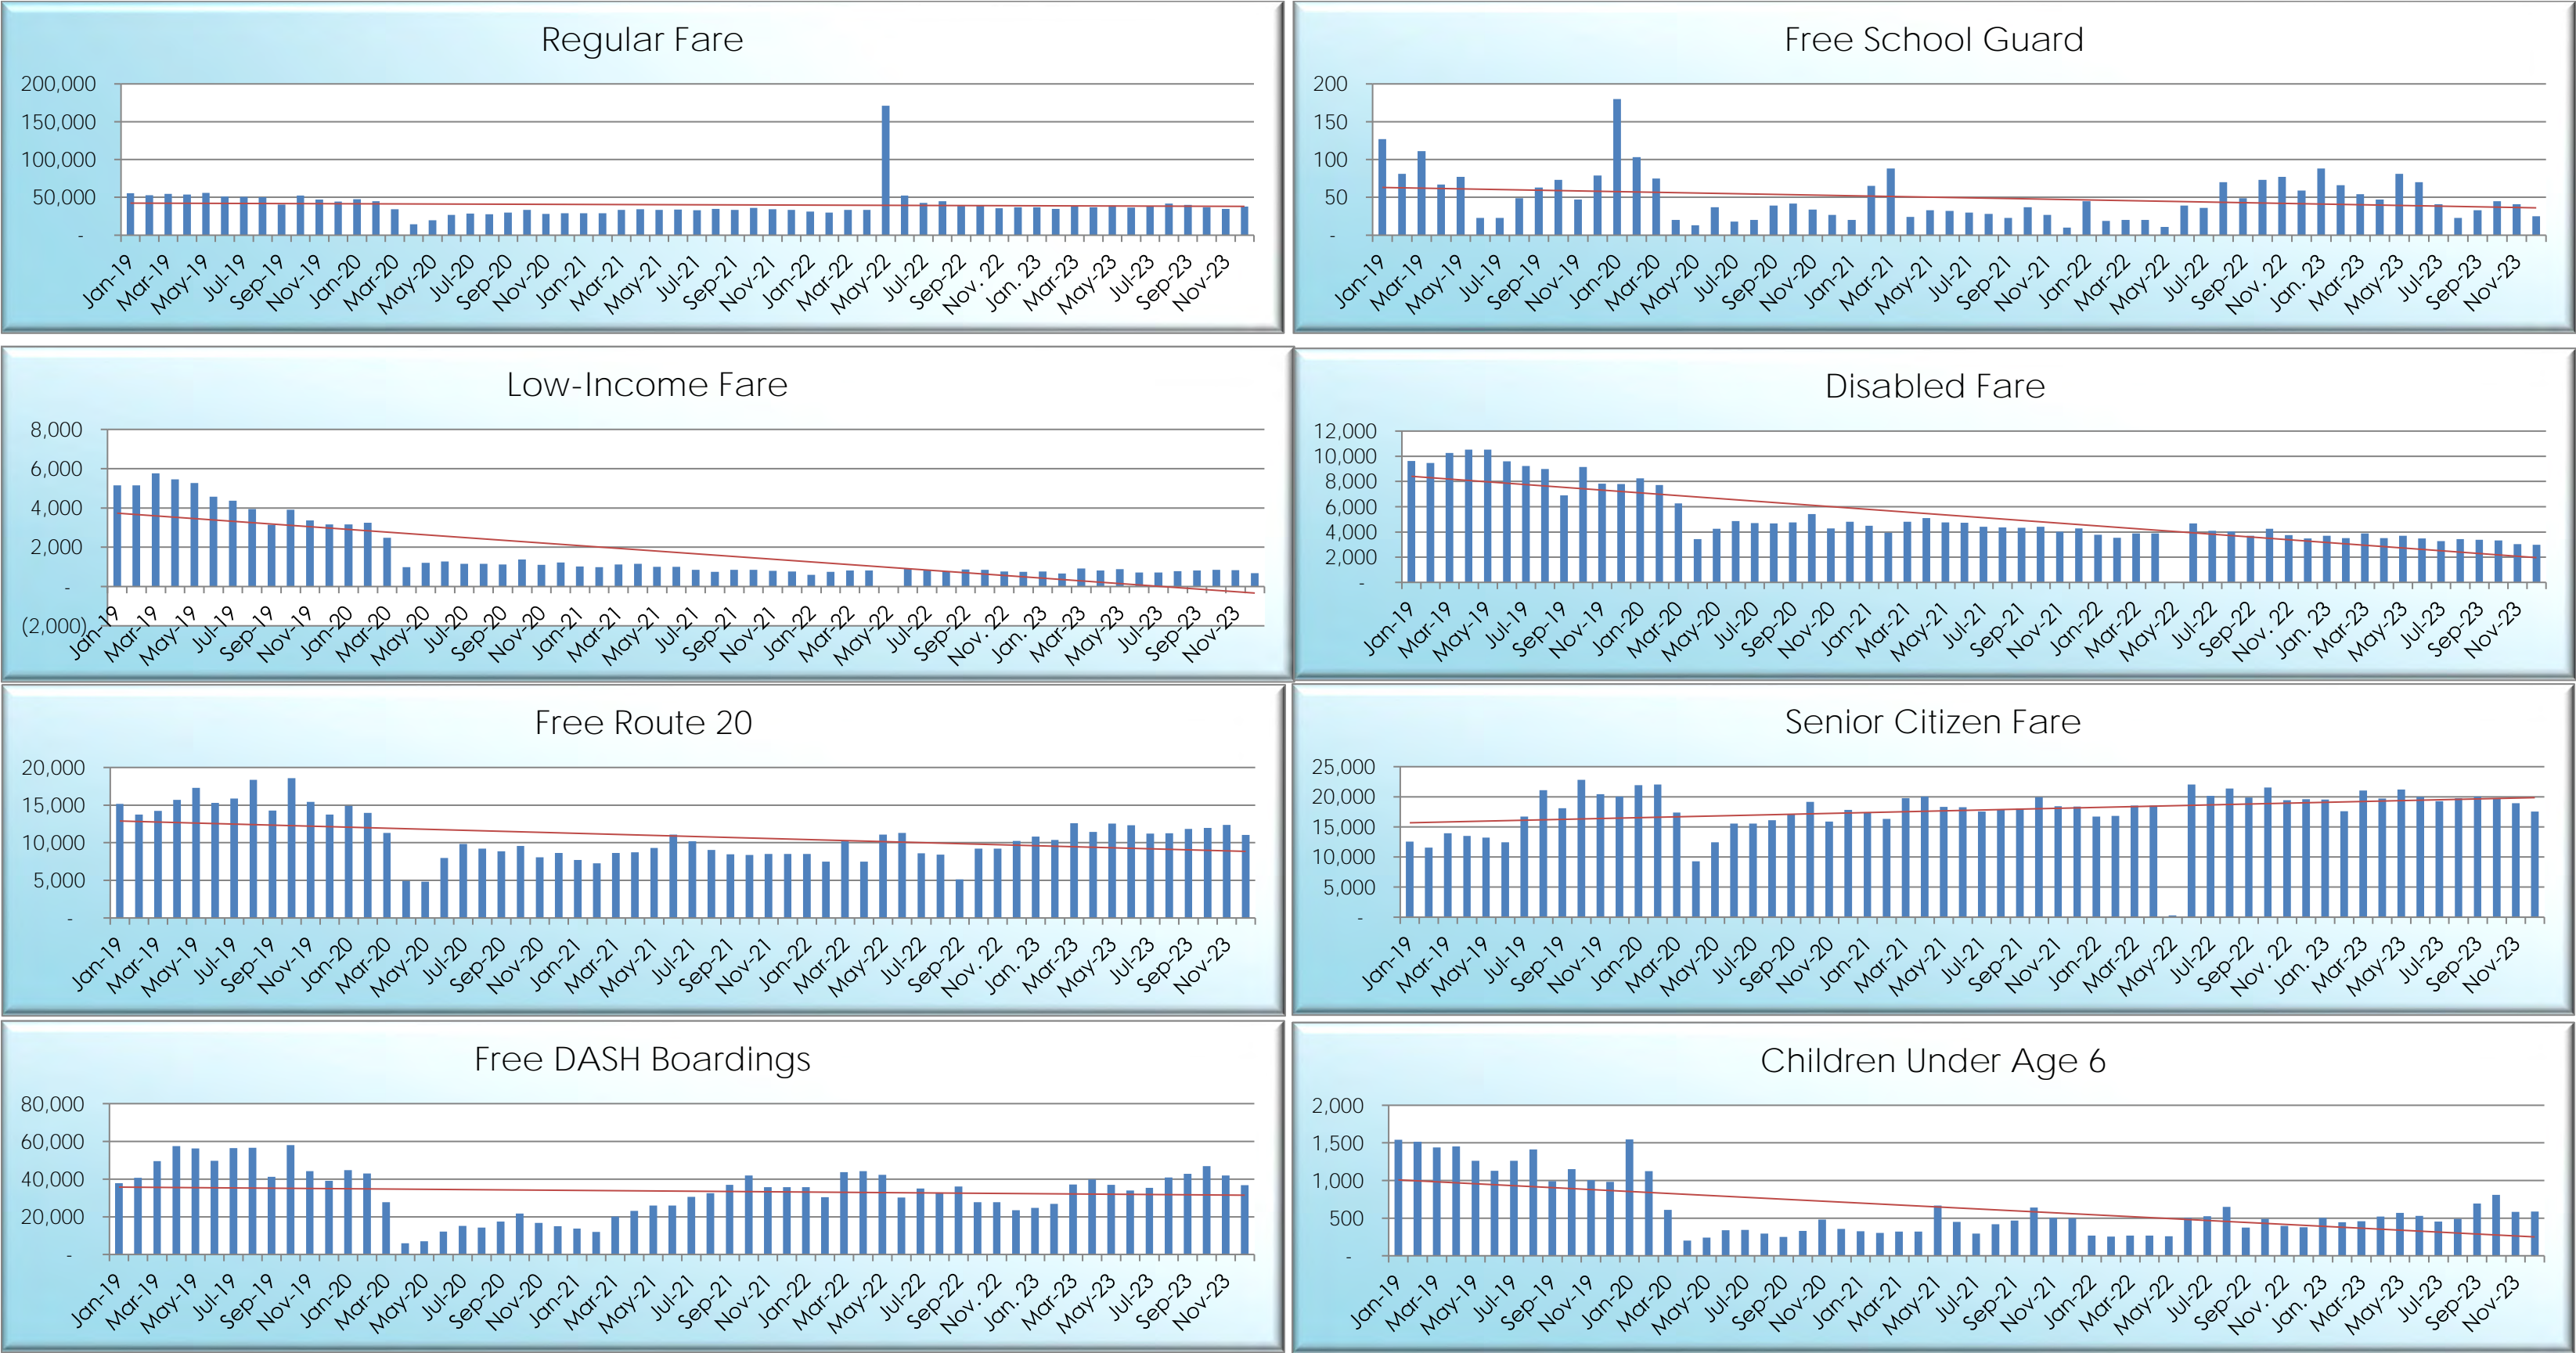 Regular Fare
200,000
150,000
100,000
50,000
-
Jan-19 Mar-19 May-19 Jul-19 Sep-19 Nov-19 Jan-20 Mar-20 May-20 Jul-20 Sep-20 Nov-20 Jan-21 Mar-21 May-21 Jul-21 Sep-21 Nov-21 Jan-22 Mar-22 May-22 Jul-22 Sep-22 Nov. 22 Jan. 23 Mar-23 May-23 Jul-23 Sep-23 Nov-23
Free School Guard
200
150
100
50
-
Jan-19 Mar-19 May-19 Jul-19 Sep-19 Nov-19 Jan-20 Mar-20 May-20 Jul-20 Sep-20 Nov-20 Jan-21 Mar-21 May-21 Jul-21 Sep-21 Nov-21 Jan-22 Mar-22 May-22 Jul-22 Sep-22 Nov. 22 Jan. 23 Mar-23 May-23 Jul-23 Sep-23 Nov-23
Low-Income Fare
8,000
6,000
4,000
2,000
-
(2,000)
Jan-19 Mar-19 May-19 Jul-19 Sep-19 Nov-19 Jan-20 Mar-20 May-20 Jul-20 Sep-20 Nov-20 Jan-21 Mar-21 May-21 Jul-21 Sep-21 Nov-21 Jan-22 Mar-22 May-22 Jul-22 Sep-22 Nov. 22 Jan. 23 Mar-23 May-23 Jul-23 Sep-23 Nov-23
Disabled Fare
12,000
10,000
8,000
6,000
4,000
2,000
-
Jan-19 Mar-19 May-19 Jul-19 Sep-19 Nov-19 Jan-20 Mar-20 May-20 Jul-20 Sep-20 Nov-20 Jan-21 Mar-21 May-21 Jul-21 Sep-21 Nov-21 Jan-22 Mar-22 May-22 Jul-22 Sep-22 Nov. 22 Jan. 23 Mar-23 May-23 Jul-23 Sep-23 Nov-23
Free Route 20
20,000
15,000
10,000
5,000
-
Jan-19 Mar-19 May-19 Jul-19 Sep-19 Nov-19 Jan-20 Mar-20 May-20 Jul-20 Sep-20 Nov-20 Jan-21 Mar-21 May-21 Jul-21 Sep-21 Nov-21 Jan-22 Mar-22 May-22 Jul-22 Sep-22 Nov. 22 Jan. 23 Mar-23 May-23 Jul-23 Sep-23 Nov-23
Senior Citizen Fare
25,000
20,000
15,000
10,000
5,000
-
Jan-19 Mar-19 May-19 Jul-19 Sep-19 Nov-19 Jan-20 Mar-20 May-20 Jul-20 Sep-20 Nov-20 Jan-21 Mar-21 May-21 Jul-21 Sep-21 Nov-21 Jan-22 Mar-22 May-22 Jul-22 Sep-22 Nov. 22 Jan. 23 Mar-23 May-23 Jul-23 Sep-23 Nov-23
Free DASH Boardings
80,000
60,000
40,000
20,000
-
Jan-19 Mar-19 May-19 Jul-19 Sep-19 Nov-19 Jan-20 Mar-20 May-20 Jul-20 Sep-20 Nov-20 Jan-21 Mar-21 May-21 Jul-21 Sep-21 Nov-21 Jan-22 Mar-22 May-22 Jul-22 Sep-22 Nov. 22 Jan. 23 Mar-23 May-23 Jul-23 Sep-23 Nov-23
Children Under Age 6
2,000
1,500
1,000
500
-
Jan-19 Mar-19 May-19 Jul-19 Sep-19 Nov-19 Jan-20 Mar-20 May-20 Jul-20 Sep-20 Nov-20 Jan-21 Mar-21 May-21 Jul-21 Sep-21 Nov-21 Jan-22 Mar-22 May-22 Jul-22 Sep-22 Nov. 22 Jan. 23 Mar-23 May-23 Jul-23 Sep-23 Nov-23